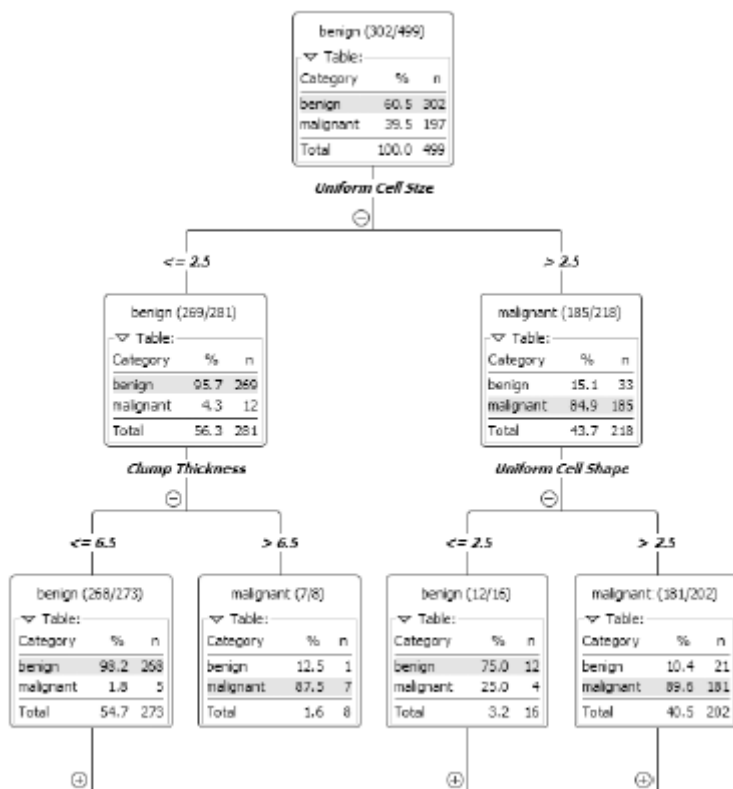 benign (302/499)
Table:
Category % n
benign 60.5 302
malignant 39.5 197
Total 100.0 499
Uniform Cell Size
<= 2.5
> 2.5
benign (269/281)
Table:
Category % n
benign 95.7 269
malignant 4.3 12
Total 56.3 281
malignant (185/218)
Table:
Category % n
benign 15.1 33
malignant 84.9 185
Total 43.7 218
Clump Thickness
Uniform Cell Shape
<= 6.5
> 6.5
<= 2.5
> 2.5
benign (268/273)
Table:
Category % n
benign 98.2 268
malignant 1.8 5
Total 54.7 273
malignant (7/8)
Table:
Category % n
benign 12.5 1
malignant 87.5 7
Total 1.6 8
benign (12/16)
Table:
Category % n
benign 75.0 12
malignant 25.0 4
Total 3.2 16
malignant (181/202)
Table:
Category % n
benign 10.4 21
malignant 89.6 181
Total 40.5 202